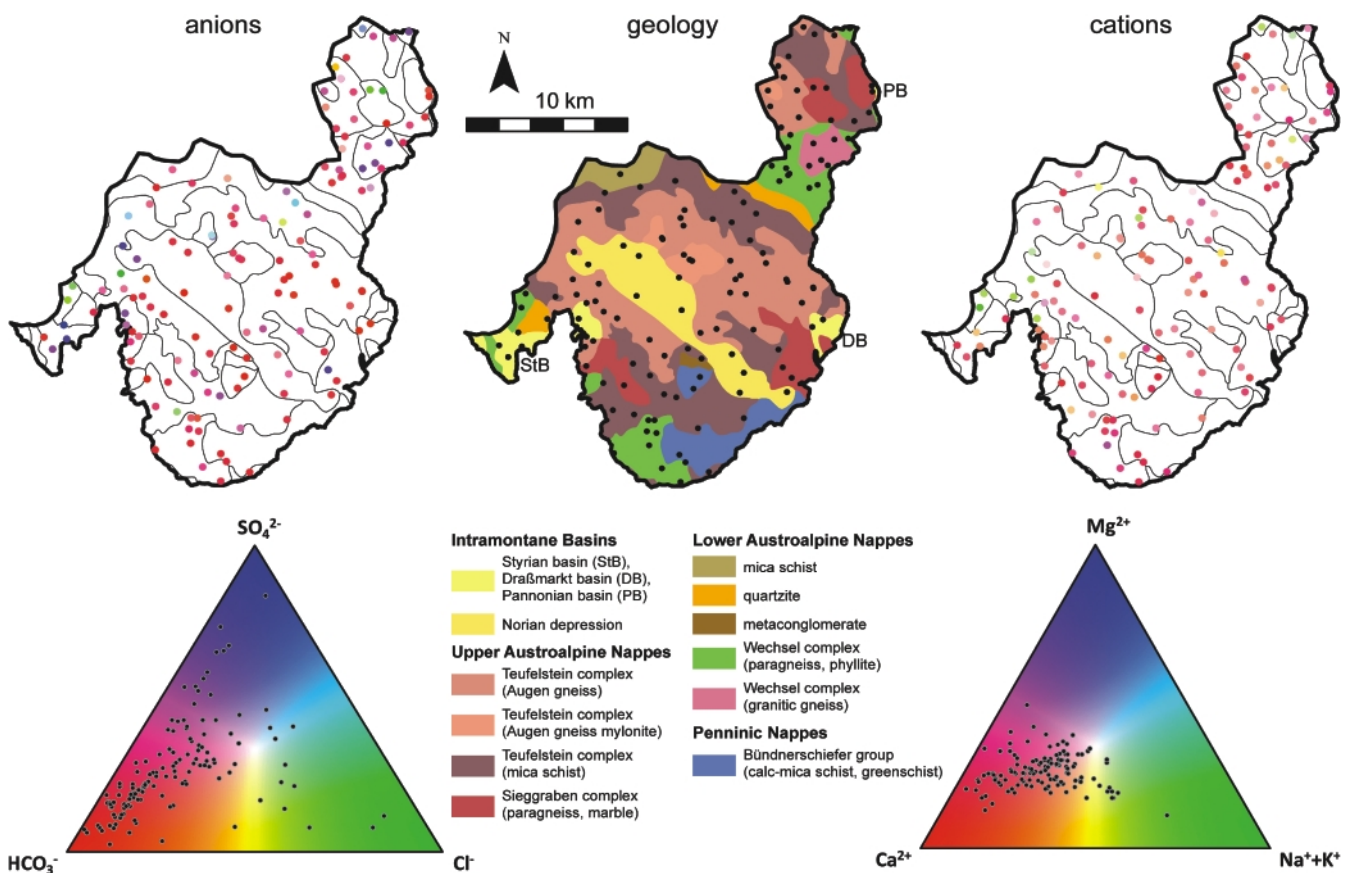 anions
geology
cations
N
10 km
PB
StB
DB
SO₄²⁻
HCO₃⁻
Cl⁻
Intramontane Basins
Styrian basin (StB),
Draßmarkt basin (DB),
Pannonian basin (PB)
Norian depression
Upper Austroalpine Nappes
Teufelstein complex
(Augen gneiss)
Teufelstein complex
(Augen gneiss mylonite)
Teufelstein complex
(mica schist)
Sieggraben complex
(paragneiss, marble)
Lower Austroalpine Nappes
mica schist
quartzite
metaconglomerate
Wechsel complex
(paragneiss, phyllite)
Wechsel complex
(granitic gneiss)
Penninic Nappes
Bündnerschiefer group
(calc-mica schist, greenschist)
Mg²⁺
Ca²⁺
Na⁺+K⁺